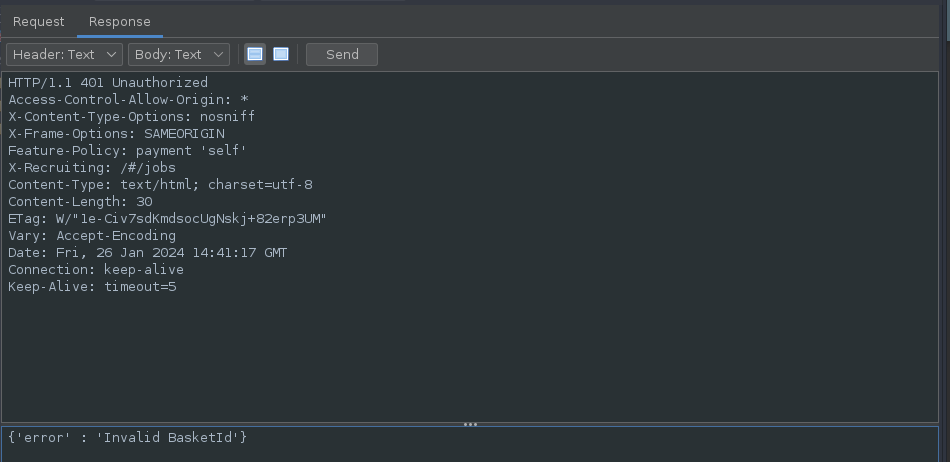 Request Response
Header: Text Body: Text Send
HTTP/1.1 401 Unauthorized
Access-Control-Allow-Origin: *
X-Content-Type-Options: nosniff
X-Frame-Options: SAMEORIGIN
Feature-Policy: payment 'self'
X-Recruiting: /#/jobs
Content-Type: text/html; charset=utf-8
Content-Length: 30
ETag: W/"1e-Civ7sdKmdsocUgNskj+82erp3UM"
Vary: Accept-Encoding
Date: Fri, 26 Jan 2024 14:41:17 GMT
Connection: keep-alive
Keep-Alive: timeout=5
{'error' : 'Invalid BasketId'}